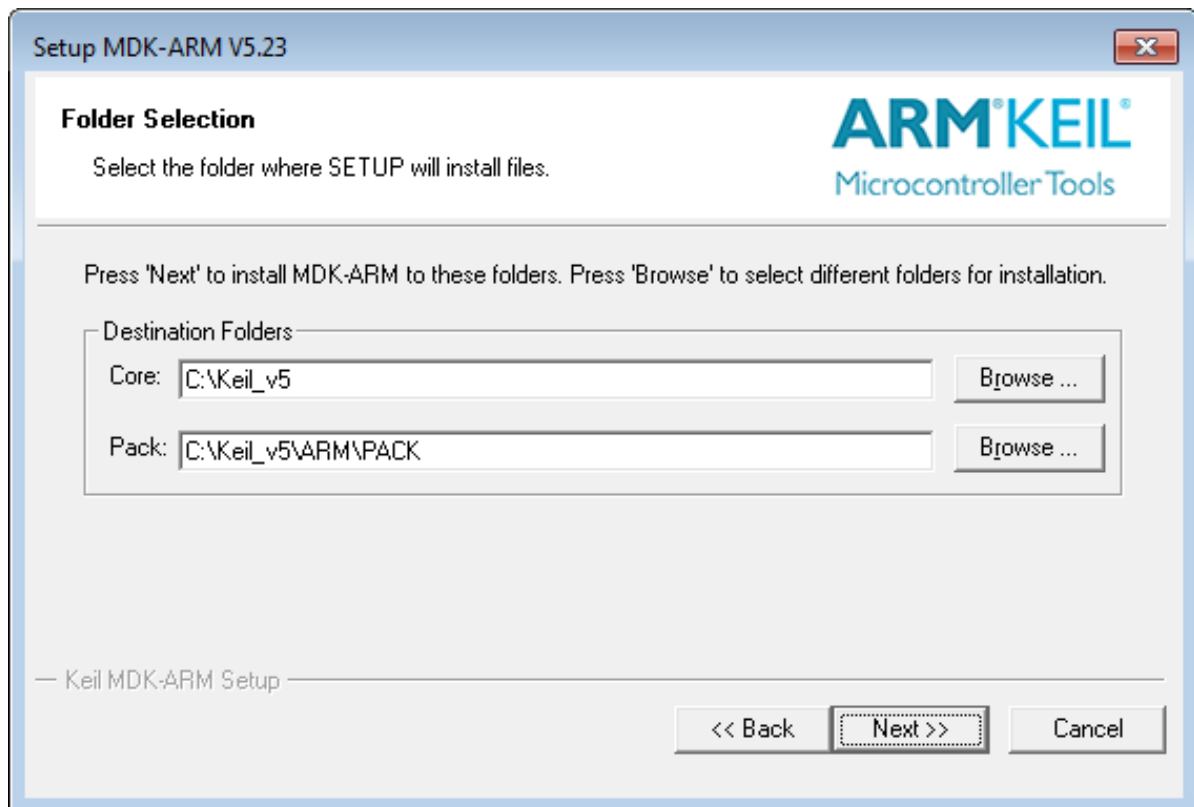 Setup MDK-ARM V5.23
Folder Selection
Select the folder where SETUP will install files.
ARM®KEIL®
Microcontroller Tools
Press 'Next' to install MDK-ARM to these folders. Press 'Browse' to select different folders for installation.
Destination Folders
Core: C:\Keil_v5 Browse ...
Pack: C:\Keil_v5\ARM\PACK Browse ...
Keil MDK-ARM Setup
<< Back Next >> Cancel